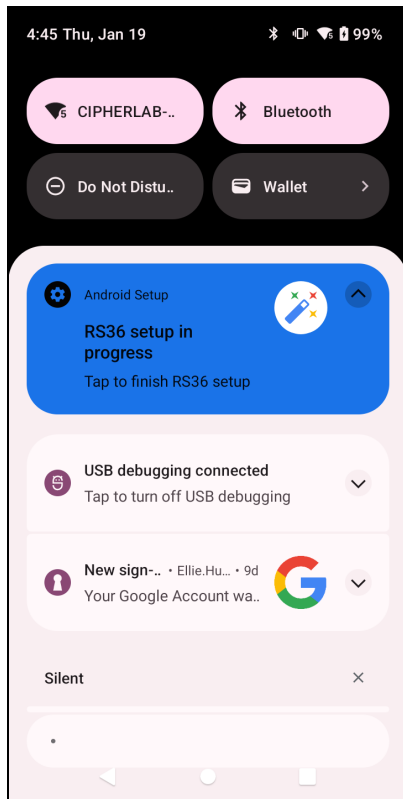 4:45 Thu, Jan 19
99%
5 CIPHERLAB-..
Bluetooth
Do Not Distu..
Wallet
Android Setup
RS36 setup in
progress
Tap to finish RS36 setup
USB debugging connected
Tap to turn off USB debugging
New sign-.. • Ellie.Hu... • 9d
Your Google Account wa..
Silent